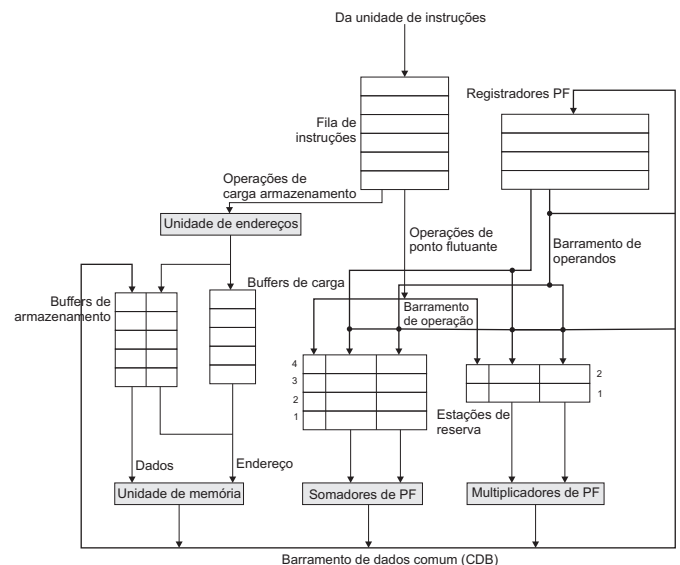 Da unidade de instruções
Registradores PF
Fila de
instruções
Operações de
carga armazenamento
Unidade de endereços
Operações de
ponto flutuante
Barramento de
operandos
Buffers de carga
Buffers de
armazenamento
Barramento
de operação
4
3
2
1
2
1
Estações de
reserva
Dados
Endereço
Unidade de memória
Somadores de PF
Multiplicadores de PF
Barramento de dados comum (CDB)